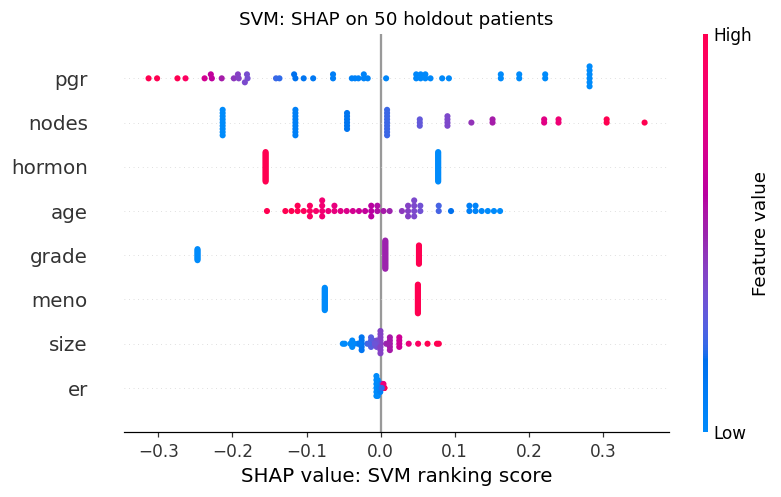 SVM: SHAP on 50 holdout patients
High
pgr
nodes
hormon
age
grade
meno
size
er
Feature value
Low
−0.3 −0.2 −0.1 0.0 0.1 0.2 0.3
SHAP value: SVM ranking score